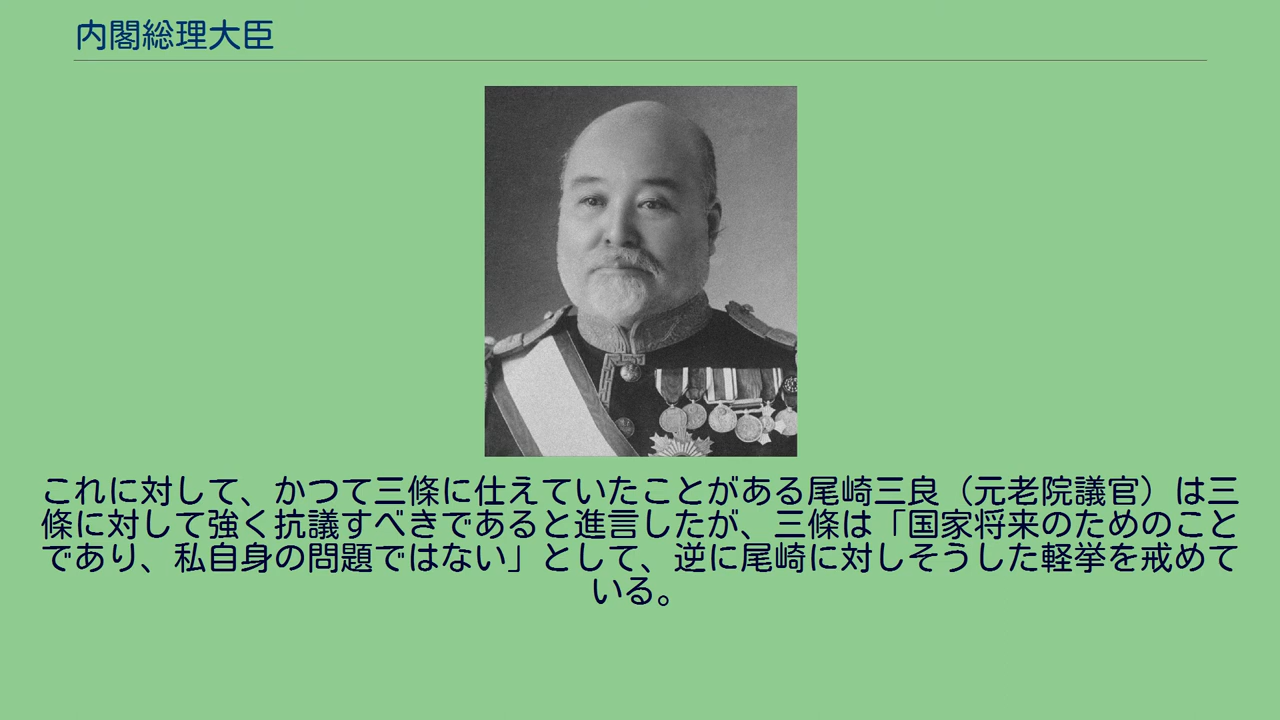 内閣総理大臣
これに対して、かつて三條に仕えていたことがある尾崎三良（元老院議官）は三
條に対して強く抗議すべきであると進言したが、三條は「国家将来のためのこと
であり、私自身の問題ではない」として、逆に尾崎に対しそうした軽挙を戒めて
いる。